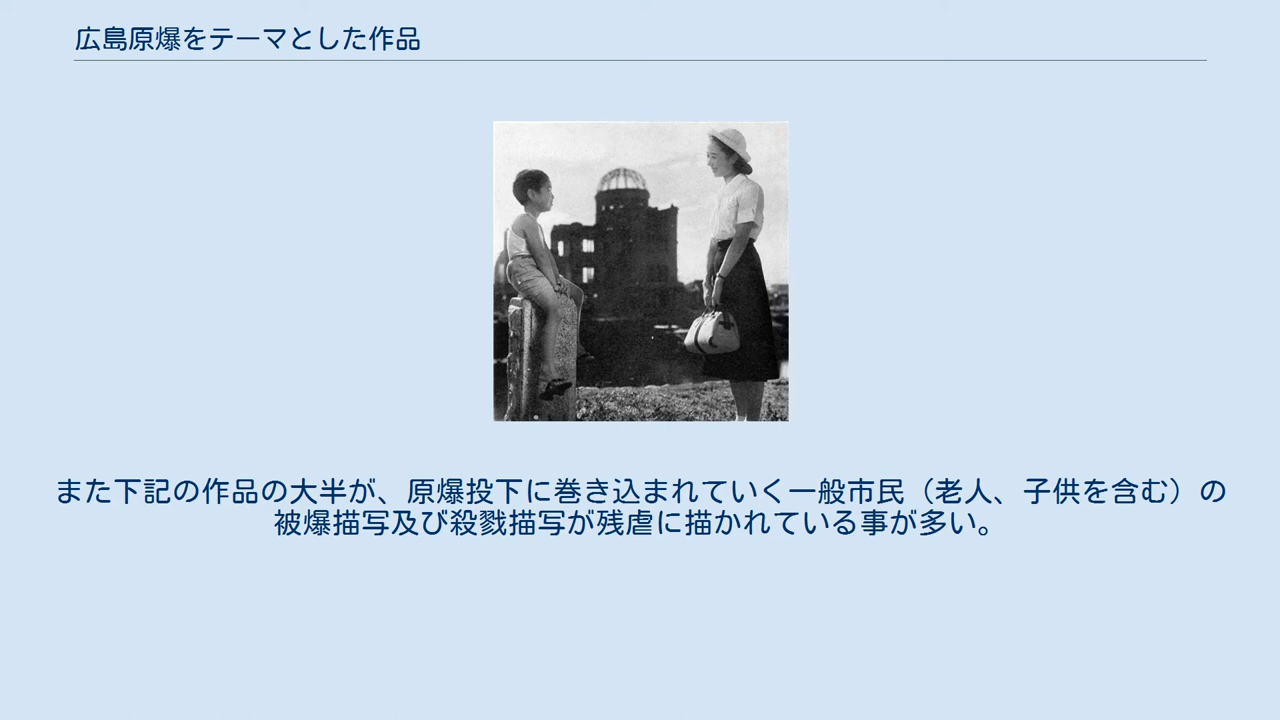 広島原爆をテーマとした作品
また下記の作品の大半が、原爆投下に巻き込まれていく一般市民（老人、子供を含む）の
被爆描写及び殺戮描写が残虐に描かれている事が多い。